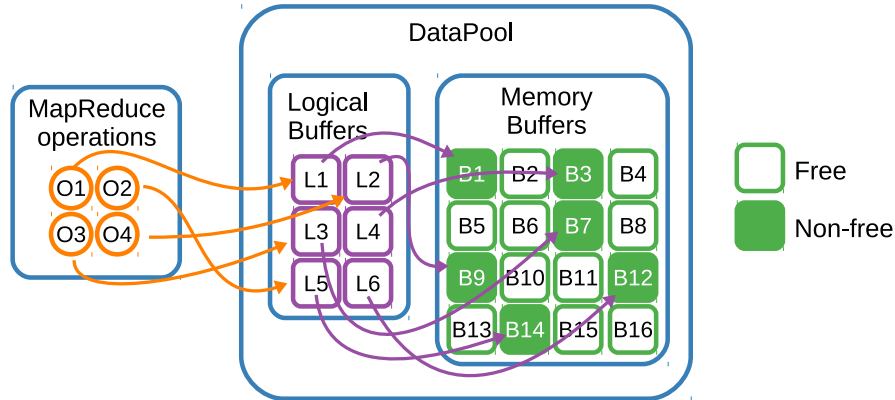 DataPool
MapReduce
operations
O1 O2
O3 O4
Logical
Buffers
L1 L2
L3 L4
L5 L6
Memory
Buffers
B1 B2 B3 B4
B5 B6 B7 B8
B9 B10 B11 B12
B13 B14 B15 B16
Free
Non-free